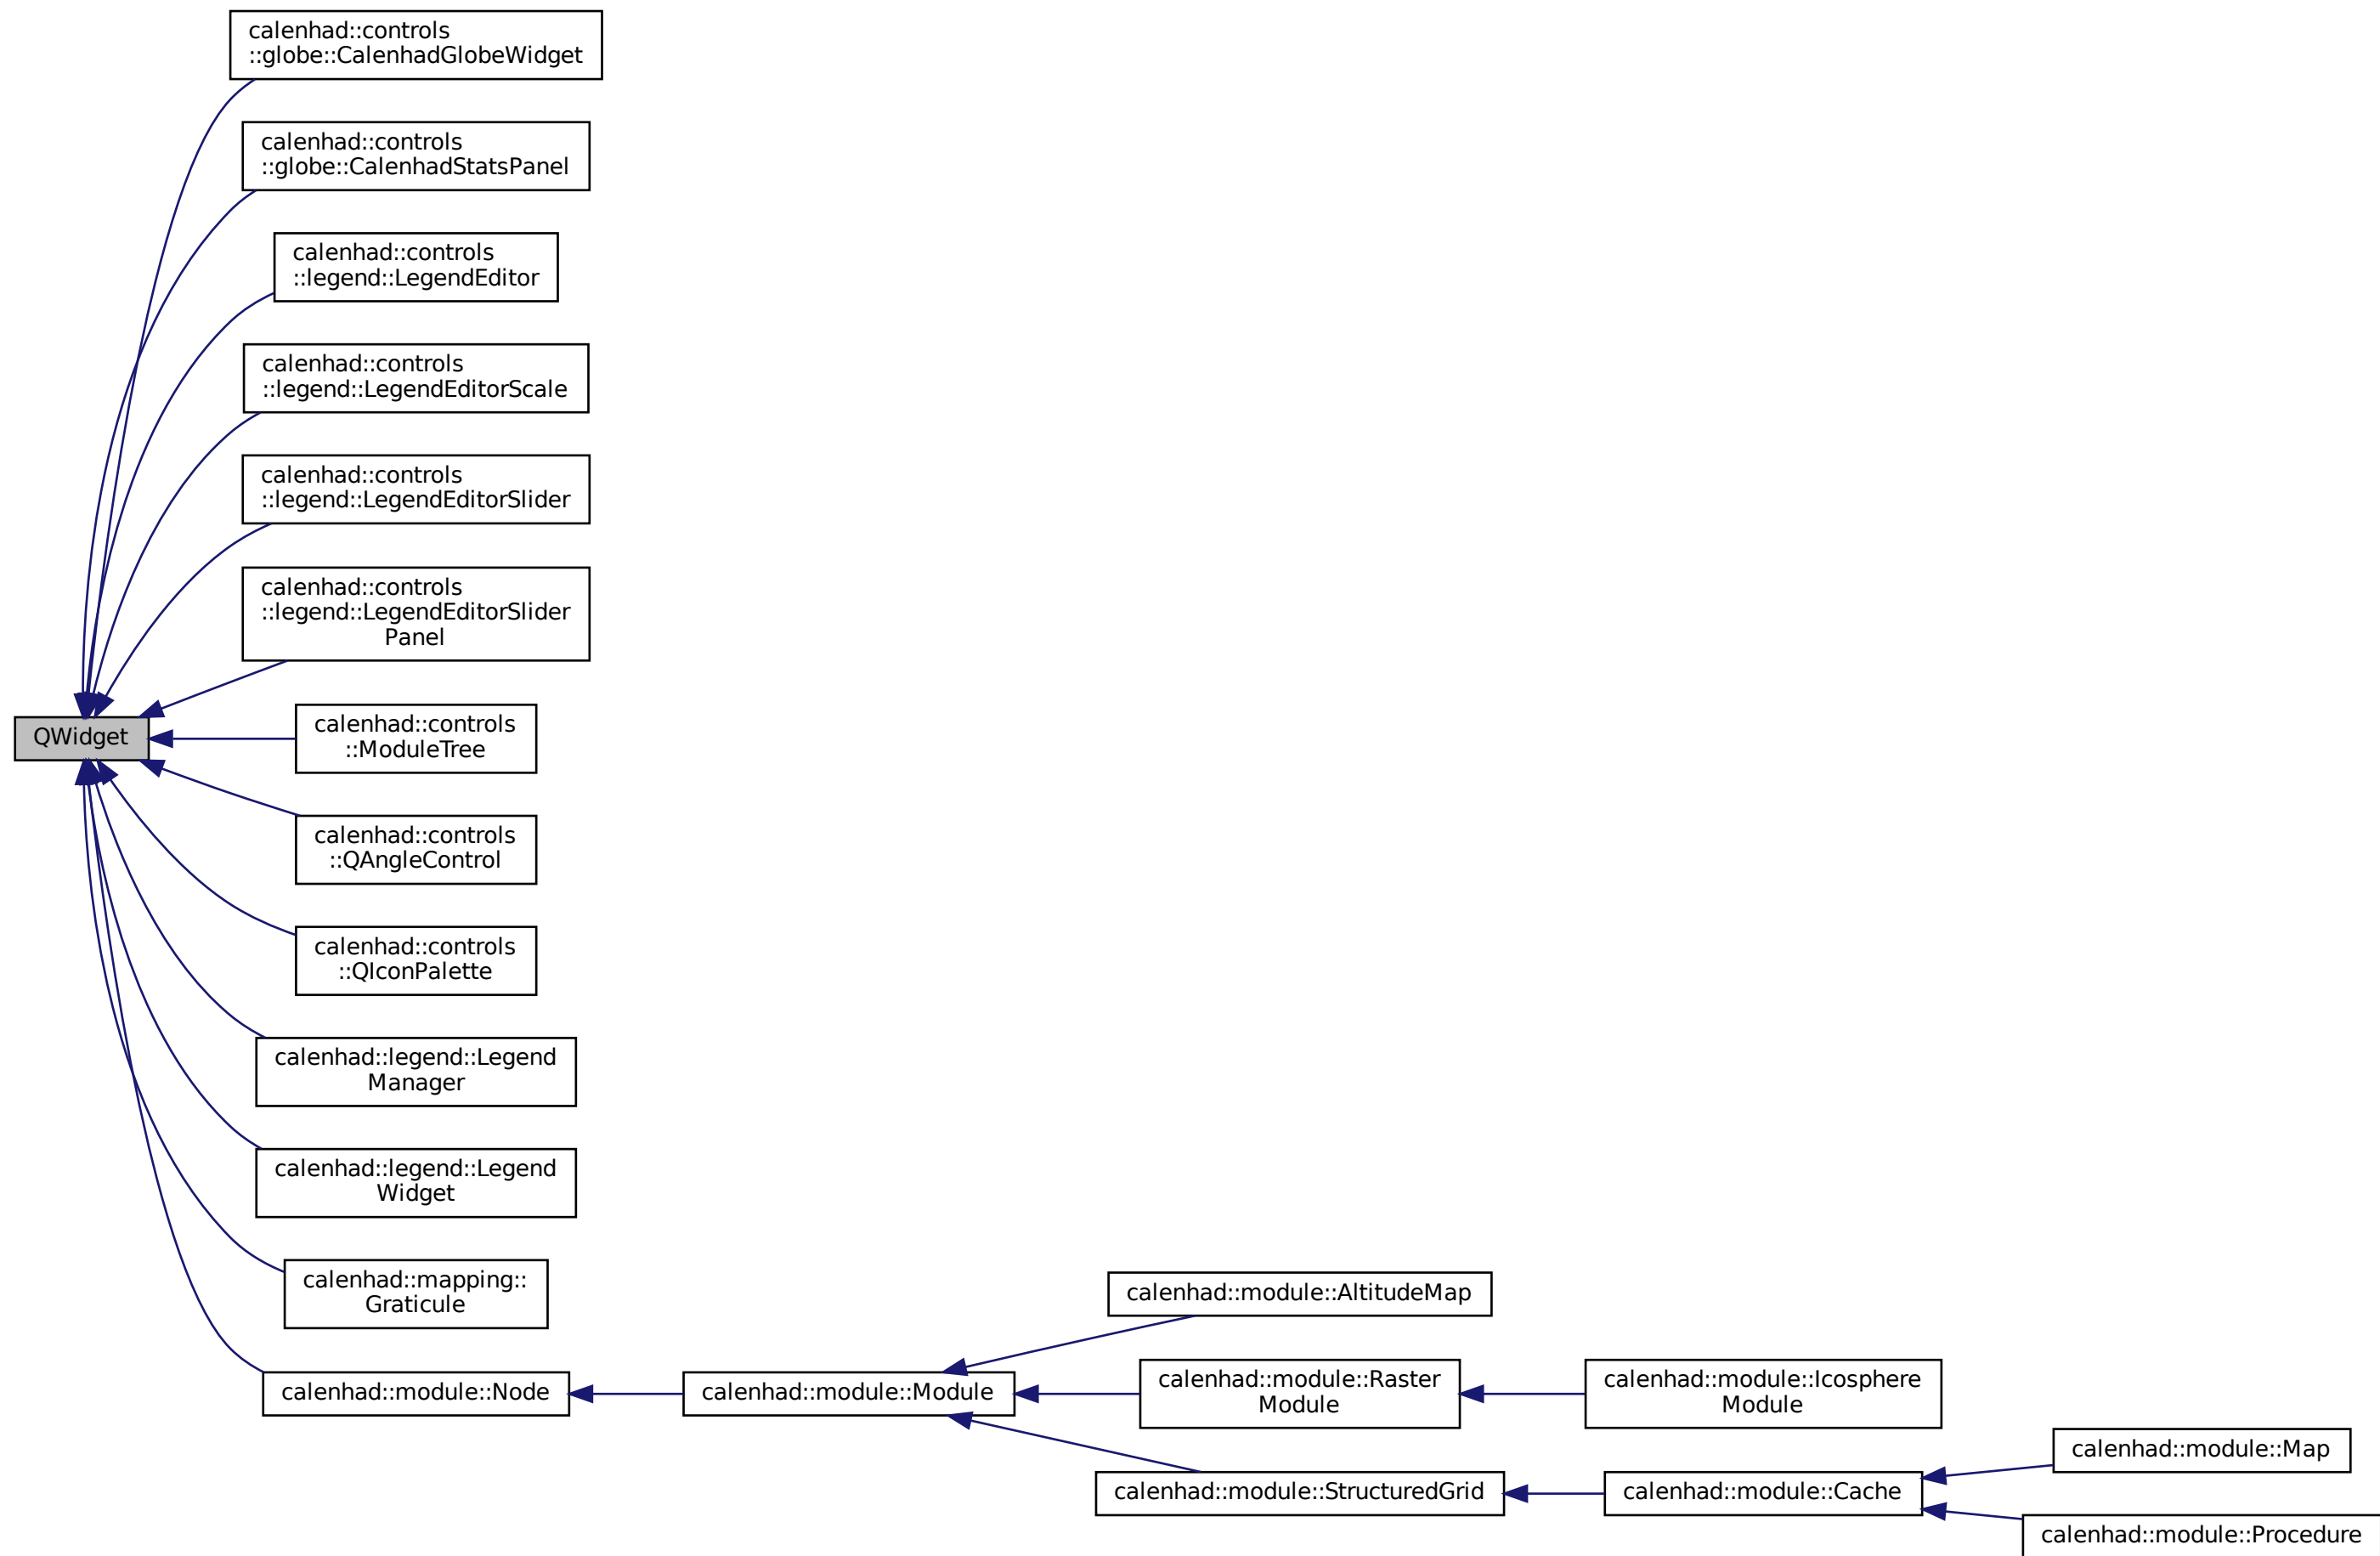 calenhad::controls
::globe::CalenhadGlobeWidget
calenhad::controls
::globe::CalenhadStatsPanel
calenhad::controls
::legend::LegendEditor
calenhad::controls
::legend::LegendEditorScale
calenhad::controls
::legend::LegendEditorSlider
calenhad::controls
::legend::LegendEditorSlider
Panel
QWidget
calenhad::controls
::ModuleTree
calenhad::controls
::QAngleControl
calenhad::controls
::QIconPalette
calenhad::legend::Legend
Manager
calenhad::legend::Legend
Widget
calenhad::mapping::
Graticule
calenhad::module::Node
calenhad::module::Module
calenhad::module::AltitudeMap
calenhad::module::Raster
Module
calenhad::module::Icosphere
Module
calenhad::module::StructuredGrid
calenhad::module::Cache
calenhad::module::Map
calenhad::module::Procedure